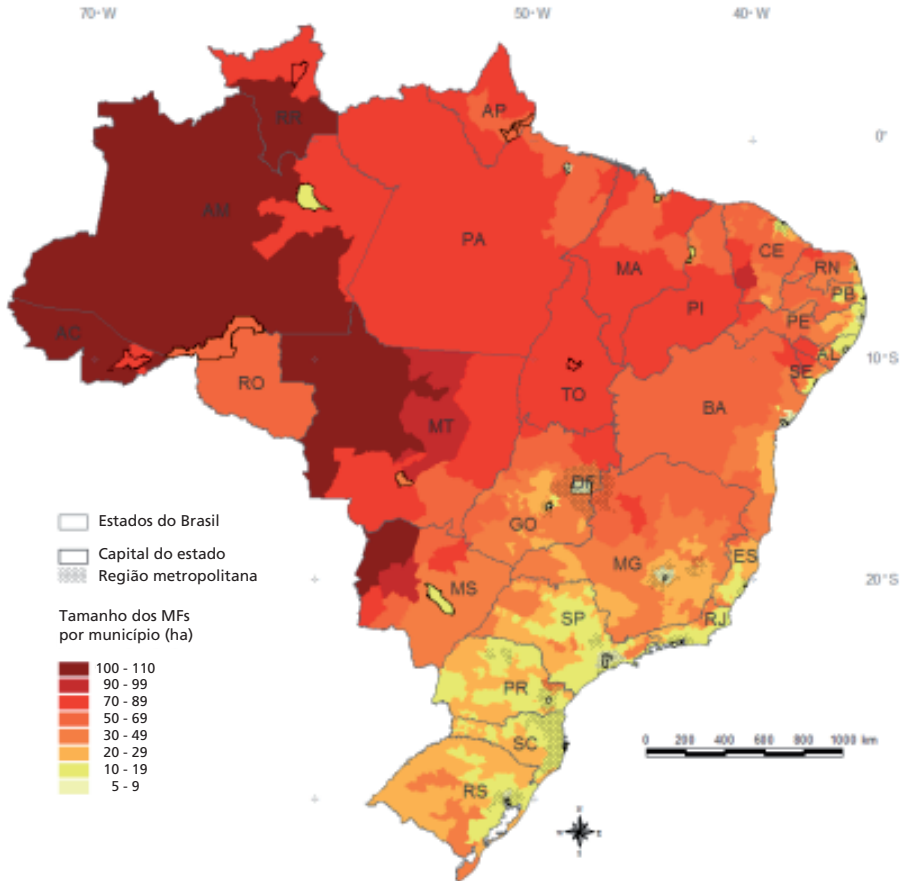 70° W 50° W 40° W
0°
10° S
20° S
RR
AP
AM
PA
MA
CE
RN
PB
PI
PE
AC
AL
SE
RO
TO
BA
MT
DF
GO
MG
ES
MS
SP
RJ
PR
SC
RS
Estados do Brasil
Capital do estado
Região metropolitana
Tamanho dos MFs
por município (ha)
100 - 110
90 - 99
70 - 89
50 - 69
30 - 49
20 - 29
10 - 19
5 - 9
0 200 400 600 800 1000 km